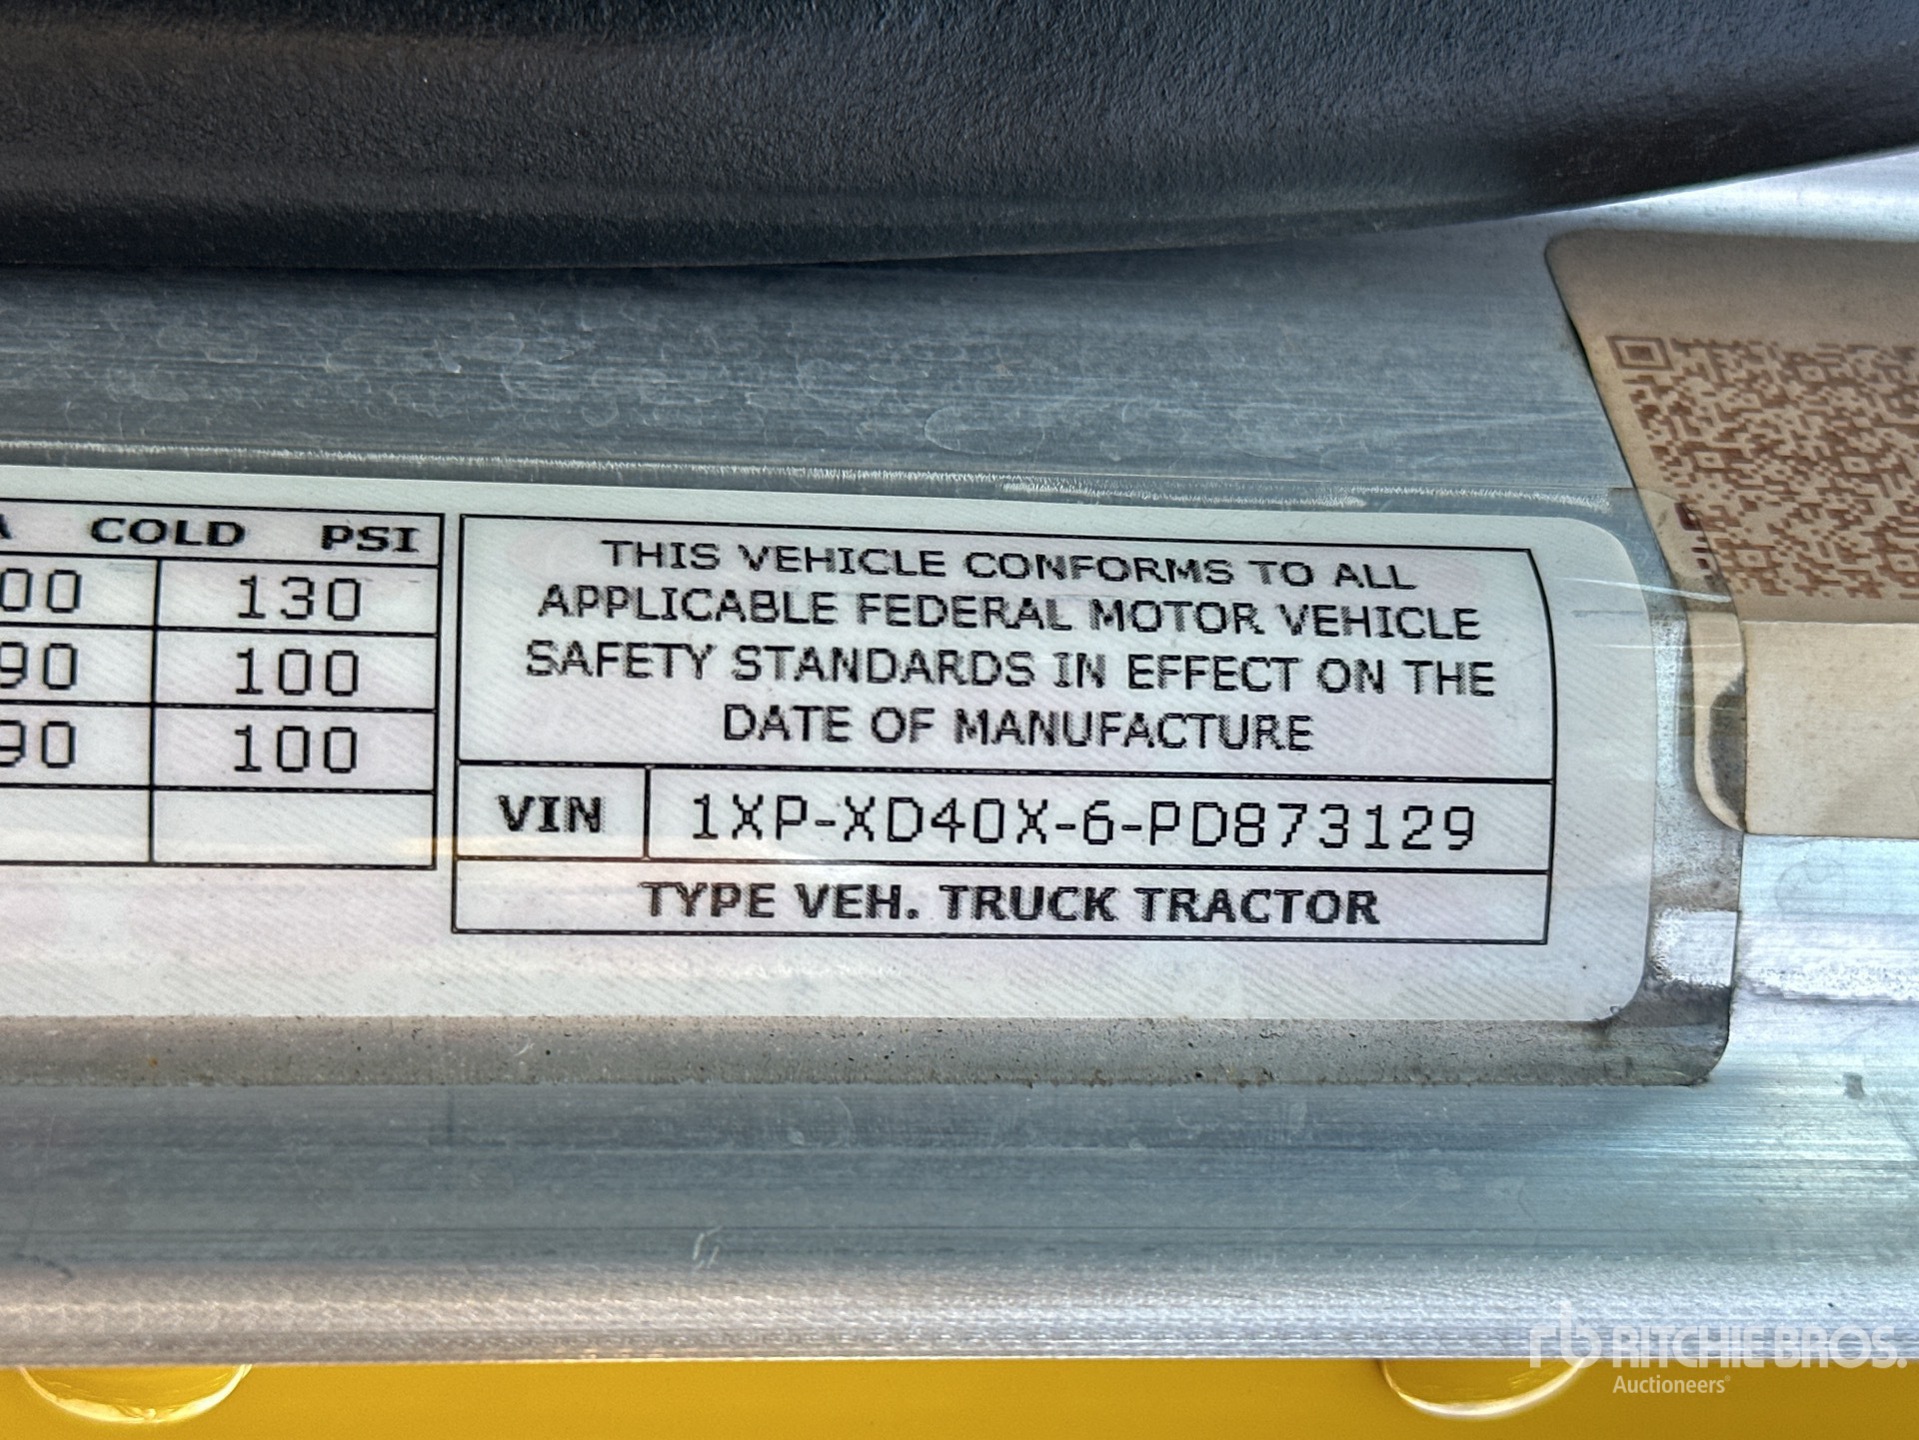 COLD PSI
00 130
90 100
90 100
THIS VEHICLE CONFORMS TO ALL
APPLICABLE FEDERAL MOTOR VEHICLE
SAFETY STANDARDS IN EFFECT ON THE
DATE OF MANUFACTURE
VIN 1XP-XD40X-6-PD873129
TYPE VEH. TRUCK TRACTOR
rb RITCHIE BROS.
Auctioneers